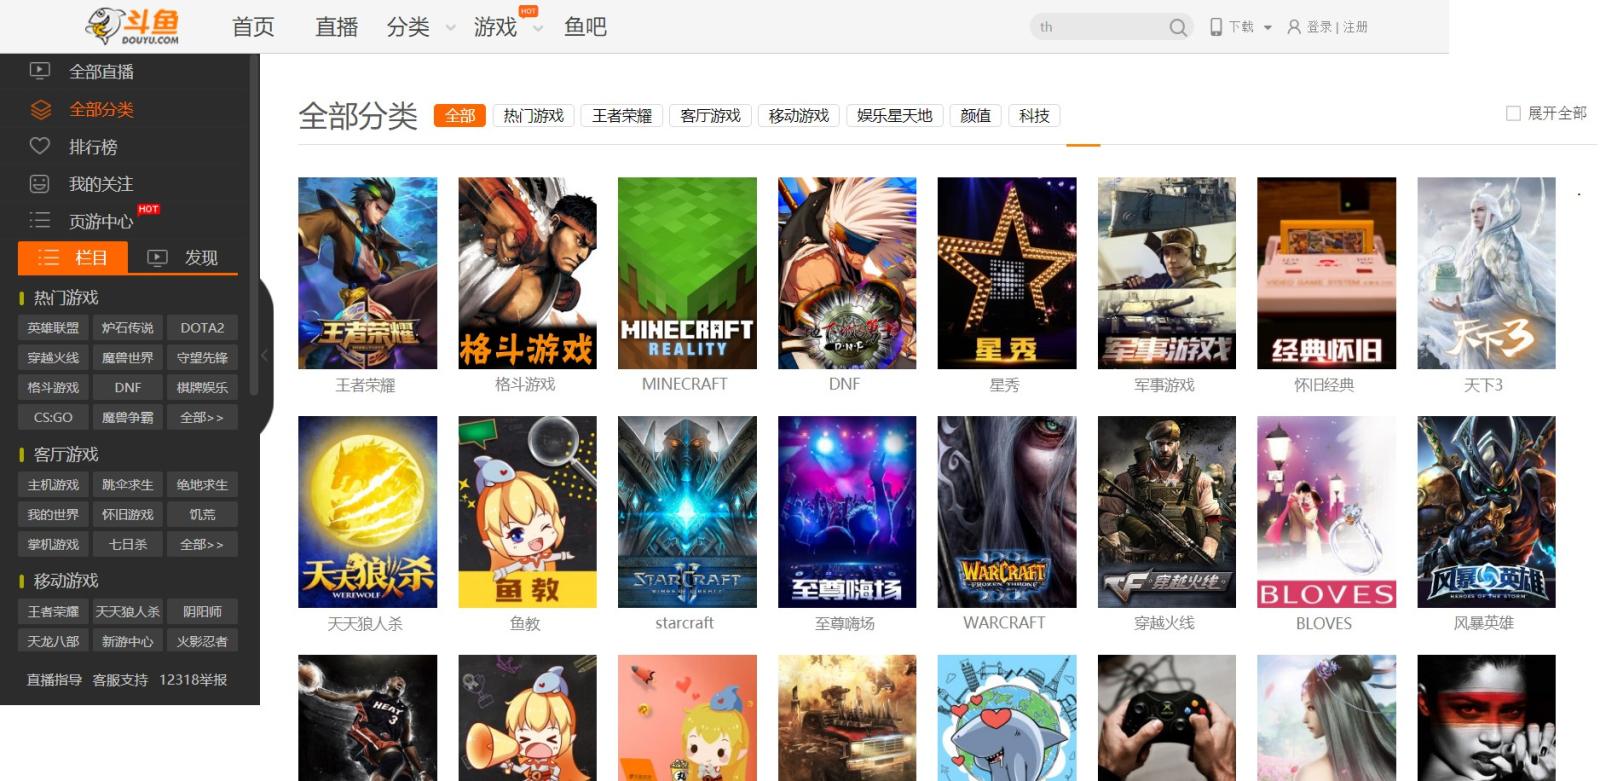 斗鱼
DOUYU.COM
首页 直播 分类 游戏 HOT 鱼吧
th
下载 登录 | 注册
全部直播
全部分类
排行榜
我的关注
页游中心 HOT
栏目 发现
热门游戏
英雄联盟 炉石传说 DOTA2
穿越火线 魔兽世界 守望先锋
格斗游戏 DNF 棋牌娱乐
CS:GO 魔兽争霸 全部>>
客厅游戏
主机游戏 跳伞求生 绝地求生
我的世界 怀旧游戏 饥荒
掌机游戏 七日杀 全部>>
移动游戏
王者荣耀 天天狼人杀 阴阳师
天龙八部 新游中心 火影忍者
直播指导 客服支持 12318举报
全部分类 全部 热门游戏 王者荣耀 客厅游戏 移动游戏 娱乐星天地 颜值 科技
展开全部
王者荣耀
格斗游戏
MINECRAFT
REALITY
D·N·F
星秀
军事游戏
VIDEO GAME SYSTEM
经典怀旧
天下3
王者荣耀 格斗游戏 MINECRAFT DNF 星秀 军事游戏 怀旧经典 天下3
天天狼人杀
WEREWOLF
鱼教
STARCRAFT
II
WINGS OF LIBERTY
至尊嗨场
WARCRAFT
FROZEN THRONE
CF 穿越火线
BLOVES
风暴英雄
HEROES OF THE STORM
天天狼人杀 鱼教 starcraft 至尊嗨场 WARCRAFT 穿越火线 BLOVES 风暴英雄
HEAT
3